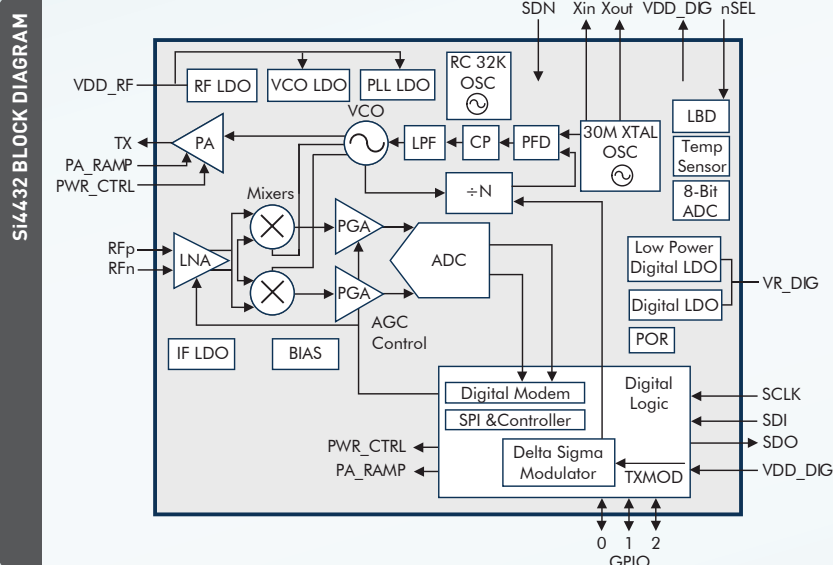 Si4432 BLOCK DIAGRAM
SDN
Xin Xout
VDD_DIG nSEL
VDD_RF
RF LDO
VCO LDO
PLL LDO
RC 32K
OSC
VCO
LPF
CP
PFD
30M XTAL
OSC
LBD
Temp
Sensor
8-Bit
ADC
TX
PA
PA_RAMP
PWR_CTRL
÷N
Mixers
PGA
RFp
RFn
LNA
ADC
PGA
AGC
Control
Low Power
Digital LDO
VR_DIG
Digital LDO
POR
IF LDO
BIAS
Digital Modem
Digital
Logic
SPI &Controller
SCLK
SDI
SDO
VDD_DIG
PWR_CTRL
PA_RAMP
Delta Sigma
Modulator
TXMOD
0 1 2
GPIO